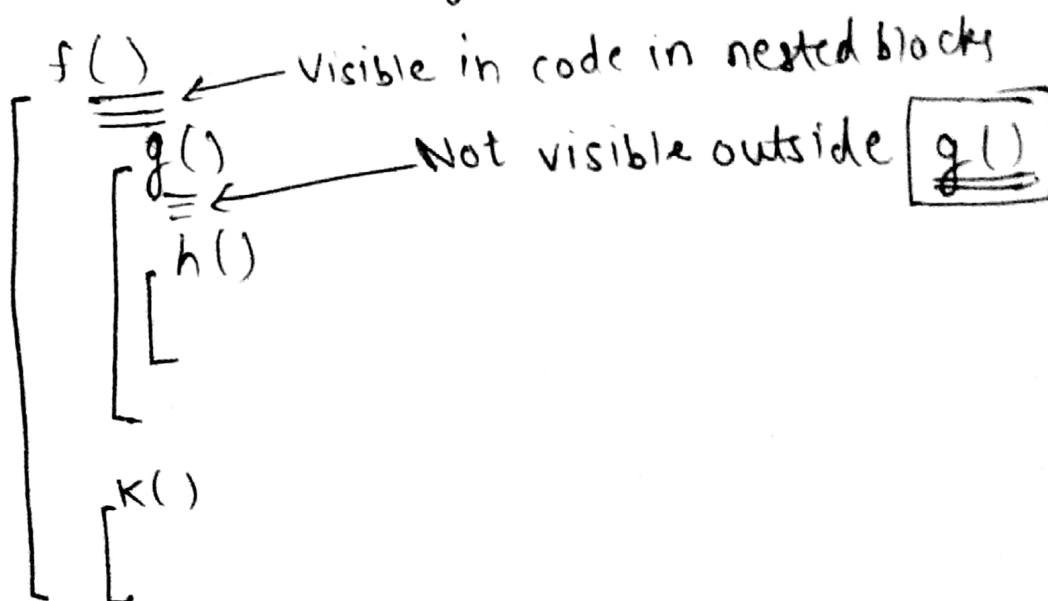 f() Visible in code in nested blocks
g() Not visible outside g()
h()
K()